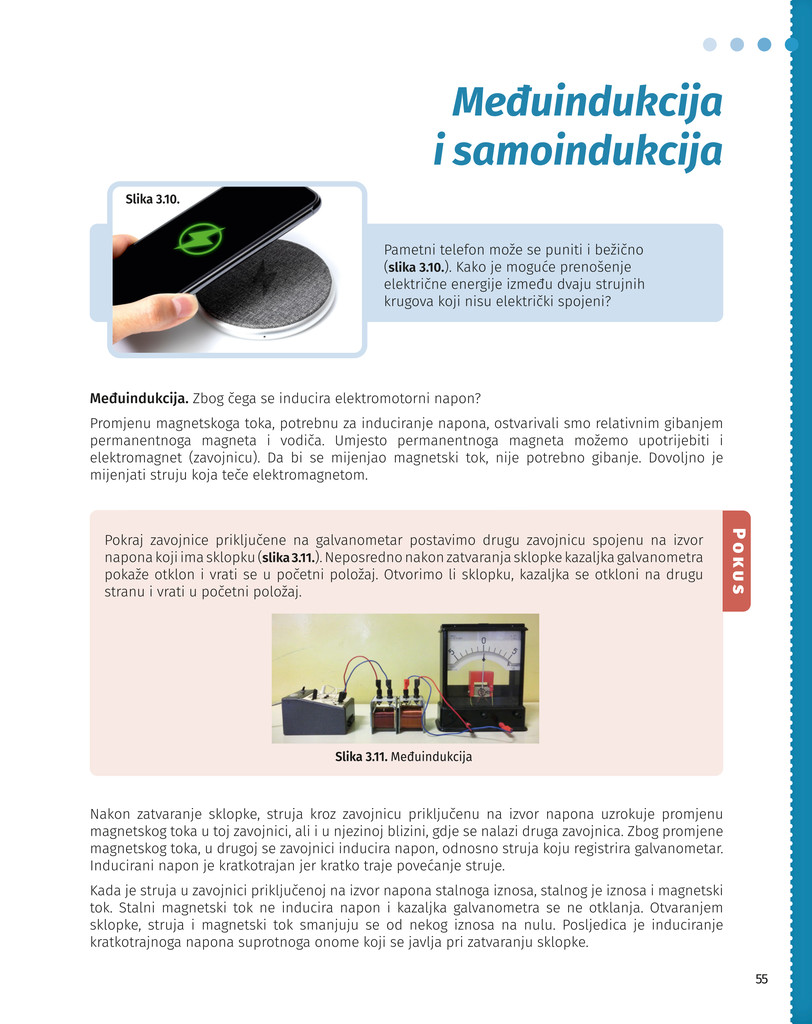 Međuindukcija
i samoindukcija
Slika 3.10.
Pametni telefon može se puniti i bežično
(slika 3.10.). Kako je moguće prenošenje
električne energije između dvaju strujnih
krugova koji nisu električki spojeni?
Međuindukcija. Zbog čega se inducira elektromotorni napon?
Promjenu magnetskoga toka, potrebnu za induciranje napona, ostvarivali smo relativnim gibanjem
permanentnoga magneta i vodiča. Umjesto permanentnoga magneta možemo upotrijebiti i
elektromagnet (zavojnicu). Da bi se mijenjao magnetski tok, nije potrebno gibanje. Dovoljno je
mijenjati struju koja teče elektromagnetom.
POKUS
Pokraj zavojnice priključene na galvanometar postavimo drugu zavojnicu spojenu na izvor
napona koji ima sklopku (slika 3.11.). Neposredno nakon zatvaranja sklopke kazaljka galvanometra
pokaže otklon i vrati se u početni položaj. Otvorimo li sklopku, kazaljka se otkloni na drugu
stranu i vrati u početni položaj.
5 0 5
Slika 3.11. Međuindukcija
Nakon zatvaranje sklopke, struja kroz zavojnicu priključenu na izvor napona uzrokuje promjenu
magnetskog toka u toj zavojnici, ali i u njezinoj blizini, gdje se nalazi druga zavojnica. Zbog promjene
magnetskog toka, u drugoj se zavojnici inducira napon, odnosno struja koju registrira galvanometar.
Inducirani napon je kratkotrajan jer kratko traje povećanje struje.
Kada je struja u zavojnici priključenoj na izvor napona stalnoga iznosa, stalnog je iznosa i magnetski
tok. Stalni magnetski tok ne inducira napon i kazaljka galvanometra se ne otklanja. Otvaranjem
sklopke, struja i magnetski tok smanjuju se od nekog iznosa na nulu. Posljedica je induciranje
kratkotrajnoga napona suprotnoga onome koji se javlja pri zatvaranju sklopke.
55